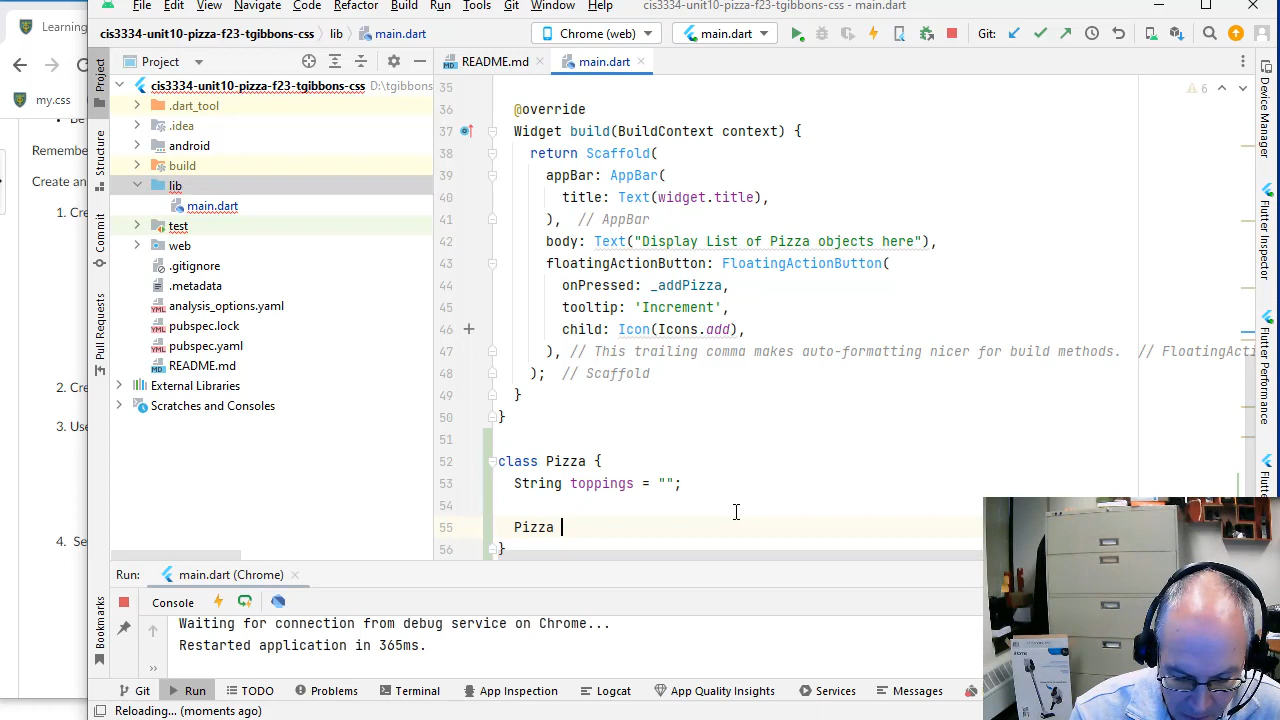 File Edit View Navigate Code Refactor Build Run Tools Git Window Help cis3334-unit10-pizza-f23-tgibbons-css - main.dart
Learning
cis3334-unit10-pizza-f23-tgibbons-css lib main.dart Chrome (web) main.dart Git:
my.css
Project
README.md main.dart
cis3334-unit10-pizza-f23-tgibbons-css D:\tgibbons
.dart_tool
.idea
android
build
lib
main.dart
test
web
.gitignore
.metadata
analysis_options.yaml
pubspec.lock
pubspec.yaml
README.md
External Libraries
Scratches and Consoles
Project
Structure
Commit
Pull Requests
Bookmarks
Remembe
Create an
1. Cre
2. Cre
3. Use
4. Se
6
35
36 @override
37 Widget build(BuildContext context) {
38 return Scaffold(
39 appBar: AppBar(
40 title: Text(widget.title),
41 ), // AppBar
42 body: Text("Display List of Pizza objects here"),
43 floatingActionButton: FloatingActionButton(
44 onPressed: _addPizza,
45 tooltip: 'Increment',
46 child: Icon(Icons.add),
47 ), // This trailing comma makes auto-formatting nicer for build methods. // FloatingActi
48 ); // Scaffold
49 }
50 }
51
52 class Pizza {
53 String toppings = "";
54
55 Pizza
56 }
Device Manager
Flutter Inspector
Flutter Performance
Flutt
Run: main.dart (Chrome)
Console
Waiting for connection from debug service on Chrome...
Restarted application in 365ms.
Git Run TODO Problems Terminal App Inspection Logcat App Quality Insights Services Messages
Reloading... (moments ago)